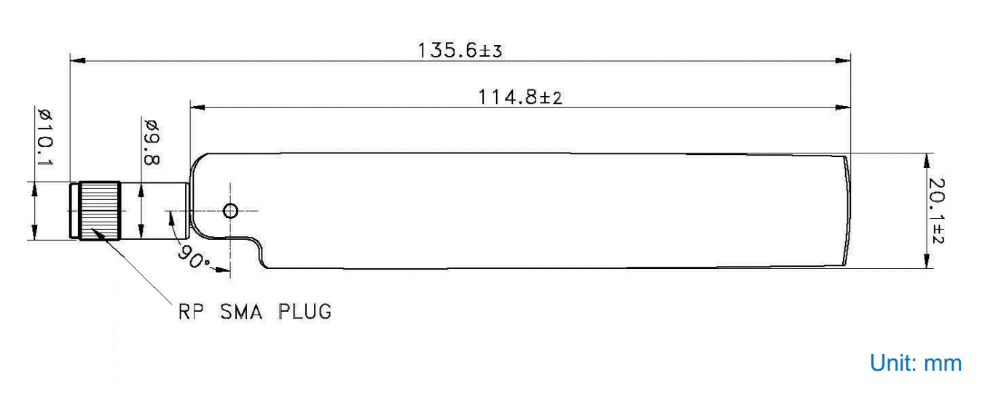 135.6±3
114.8±2
ø10.1
ø9.8
20.1±2
90°
RP SMA PLUG
Unit: mm